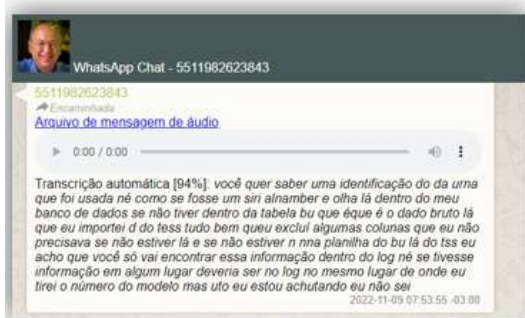 WhatsApp Chat - 5511982623843
5511982623843
Encaminhada
Arquivo de mensagem de áudio
0:00 / 0:00
Transcrição automática [94%]: você quer saber uma identificação do da urna
que foi usada né como se fosse um siri alnamber e olha lá dentro do meu
banco de dados se não tiver dentro da tabela bu que éque é o dado bruto lá
que eu importei d do tess tudo bem queu excluí algumas colunas que eu não
precisava se não estiver lá e se não estiver n nna planilha do bu lá do tss eu
acho que você só vai encontrar essa informação dentro do log né se tivesse
informação em algum lugar deveria ser no log no mesmo lugar de onde eu
tirei o número do modelo mas uto eu estou achutando eu não sei
2022-11-09 07:53:55 -03:00